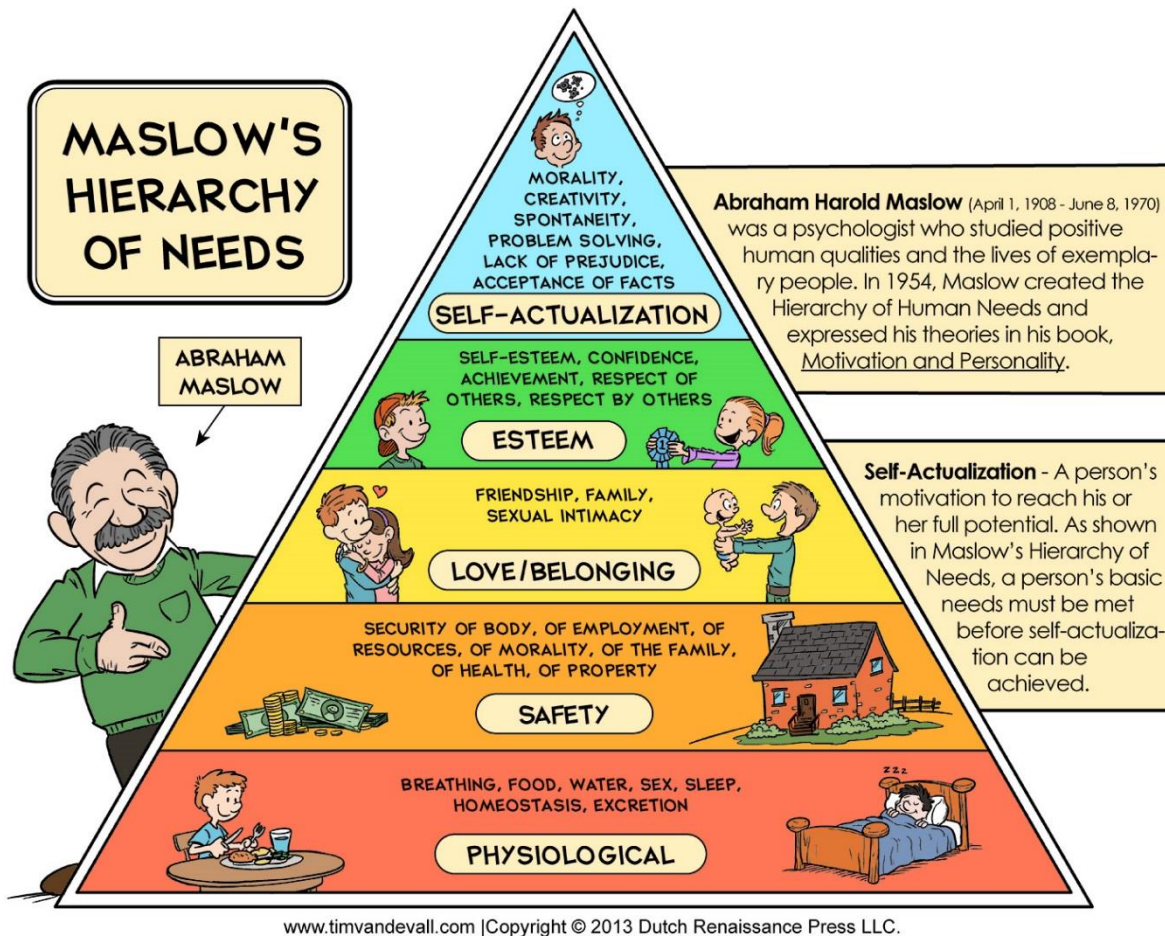 MASLOW'S
HIERARCHY
OF NEEDS
ABRAHAM
MASLOW
MORALITY,
CREATIVITY,
SPONTANEITY,
PROBLEM SOLVING,
LACK OF PREJUDICE,
ACCEPTANCE OF FACTS
SELF-ACTUALIZATION
SELF-ESTEEM, CONFIDENCE,
ACHIEVEMENT, RESPECT OF
OTHERS, RESPECT BY OTHERS
ESTEEM
1
FRIENDSHIP, FAMILY,
SEXUAL INTIMACY
LOVE/BELONGING
SECURITY OF BODY, OF EMPLOYMENT, OF
RESOURCES, OF MORALITY, OF THE FAMILY,
OF HEALTH, OF PROPERTY
SAFETY
BREATHING, FOOD, WATER, SEX, SLEEP,
HOMEOSTASIS, EXCRETION
PHYSIOLOGICAL
ZZZ
Abraham Harold Maslow (April 1, 1908 - June 8, 1970)
was a psychologist who studied positive
human qualities and the lives of exempla-
ry people. In 1954, Maslow created the
Hierarchy of Human Needs and
expressed his theories in his book,
Motivation and Personality.
Self-Actualization - A person's
motivation to reach his or
her full potential. As shown
in Maslow's Hierarchy of
Needs, a person's basic
needs must be met
before self-actualiza-
tion can be
achieved.
www.timvandevall.com |Copyright © 2013 Dutch Renaissance Press LLC.